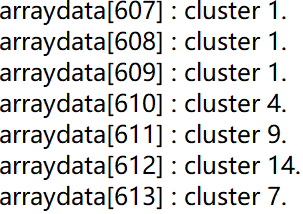 arraydata[607] : cluster 1.
arraydata[608] : cluster 1.
arraydata[609] : cluster 1.
arraydata[610] : cluster 4.
arraydata[611] : cluster 9.
arraydata[612] : cluster 14.
arraydata[613] : cluster 7.